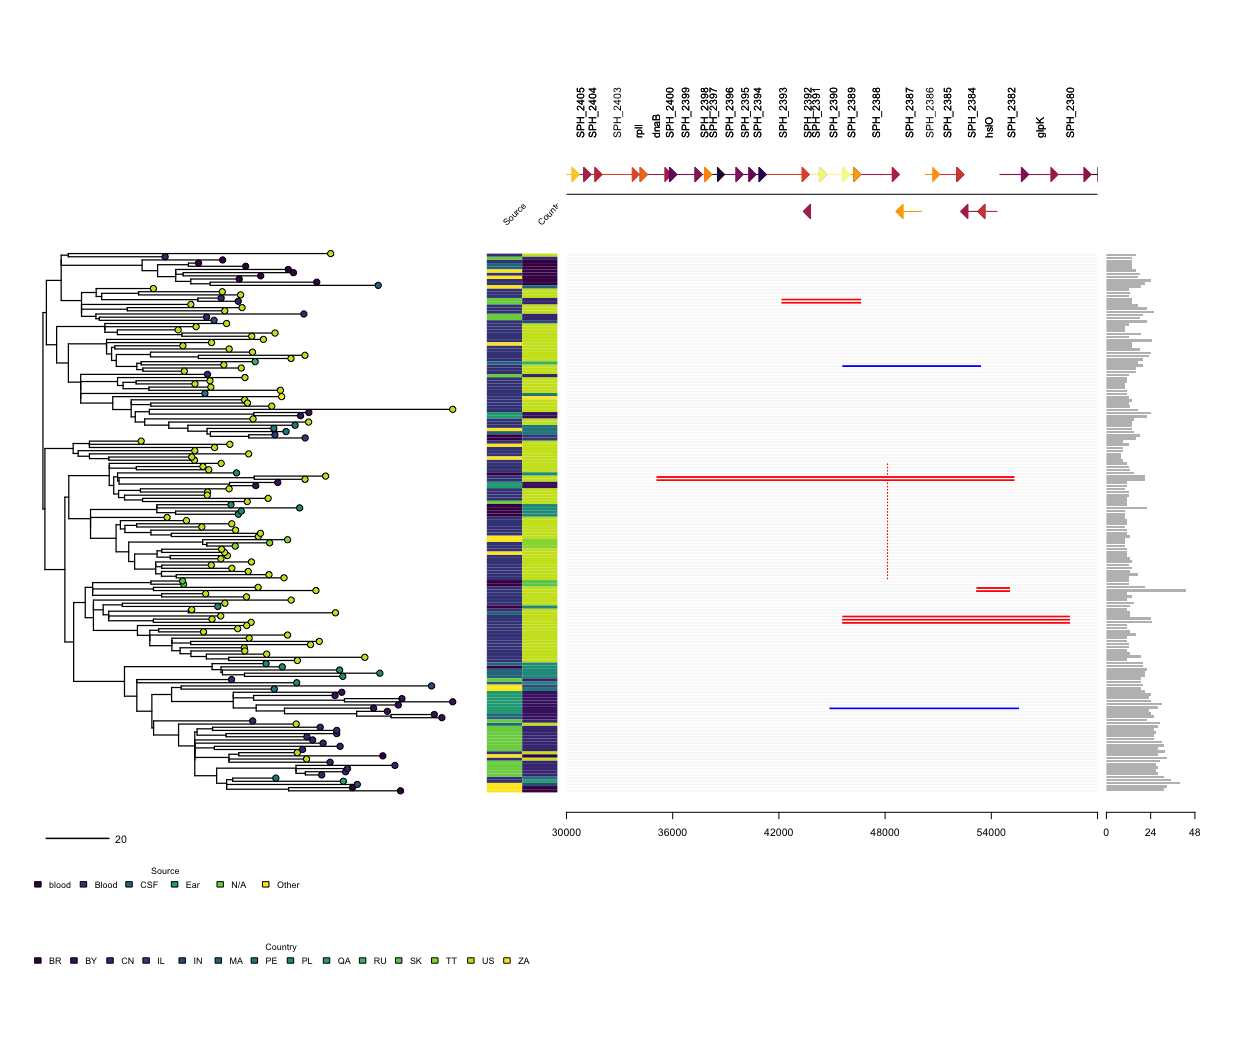 SPH_2405 SPH_2404 SPH_2403 rplI dnaB SPH_2400 SPH_2399 SPH_2398 SPH_2397 SPH_2396 SPH_2395 SPH_2394 SPH_2393 SPH_2392 SPH_2391 SPH_2390 SPH_2389 SPH_2388 SPH_2387 SPH_2386 SPH_2385 SPH_2384 hslO SPH_2382 glpK SPH_2380
Source Countr
30000 36000 42000 48000 54000 0 24 48
20
Source
blood Blood CSF Ear N/A Other
Country
BR BY CN IL IN MA PE PL QA RU SK TT US ZA